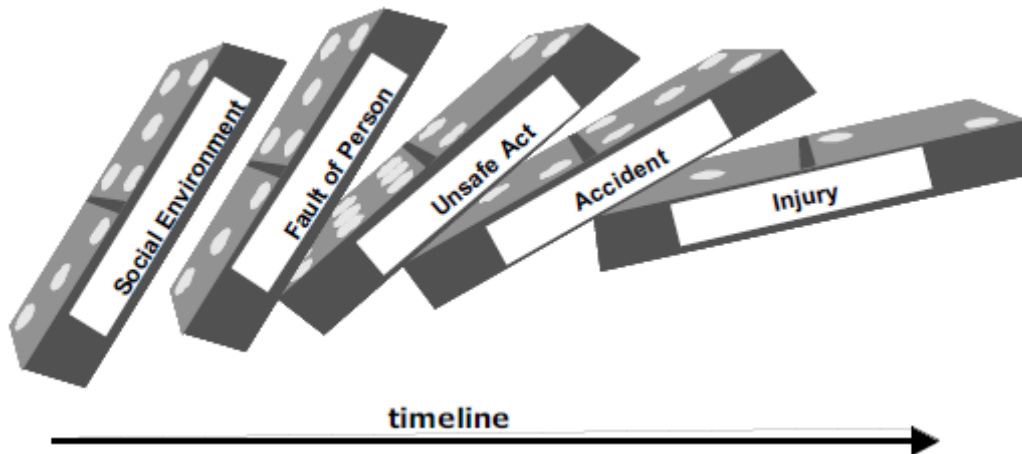 Social Environment
Fault of Person
Unsafe Act
Accident
Injury
timeline